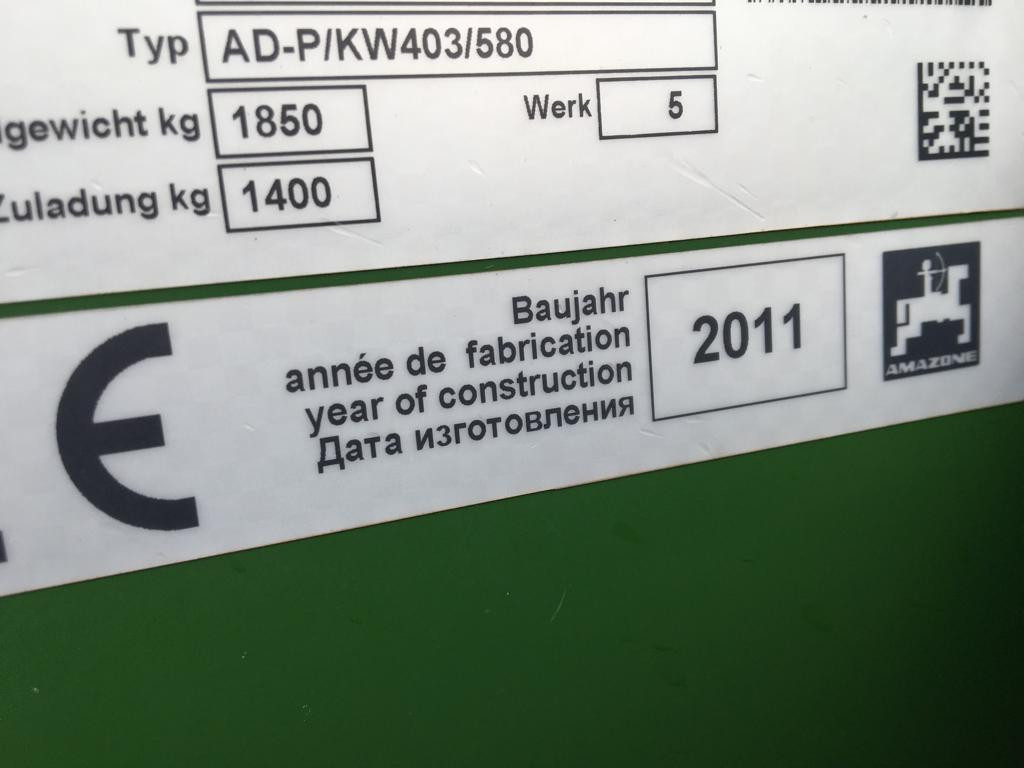 Typ AD-P/KW403/580
gewicht kg 1850 Werk 5
Zuladung kg 1400
CE
Baujahr
année de fabrication
year of construction
Дата изготовления
2011
AMAZONE